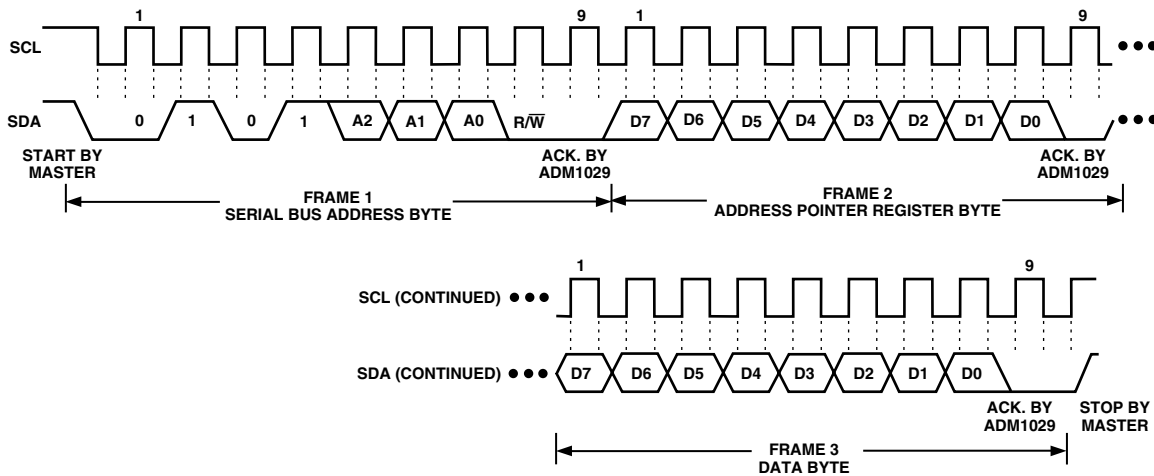 1 9 1 9
SCL
SDA 0 1 0 1 A2 A1 A0 R/W̅ D7 D6 D5 D4 D3 D2 D1 D0
START BY
MASTER
ACK. BY
ADM1029
ACK. BY
ADM1029
FRAME 1
SERIAL BUS ADDRESS BYTE
FRAME 2
ADDRESS POINTER REGISTER BYTE
1 9
SCL (CONTINUED)
SDA (CONTINUED) D7 D6 D5 D4 D3 D2 D1 D0
ACK. BY
ADM1029
STOP BY
MASTER
FRAME 3
DATA BYTE